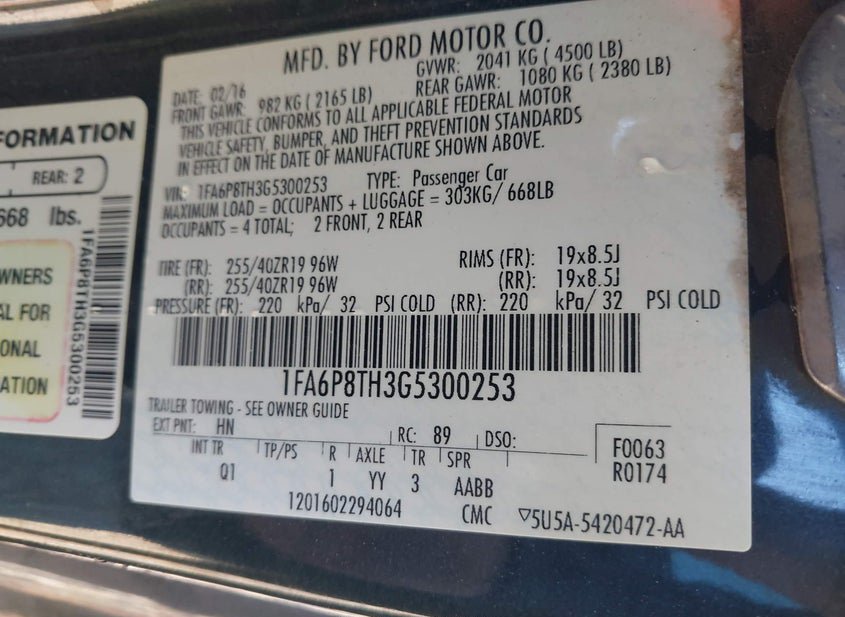 FORMATION
REAR: 2
668 lbs.
1FA6P8TH3G5300253
OWNERS
AL FOR
ONAL
ATION
MFD. BY FORD MOTOR CO.
DATE: 02/16 GVWR: 2041 KG ( 4500 LB)
FRONT GAWR: 982 KG ( 2165 LB) REAR GAWR: 1080 KG ( 2380 LB)
THIS VEHICLE CONFORMS TO ALL APPLICABLE FEDERAL MOTOR
VEHICLE SAFETY, BUMPER, AND THEFT PREVENTION STANDARDS
IN EFFECT ON THE DATE OF MANUFACTURE SHOWN ABOVE.
VIN: 1FA6P8TH3G5300253 TYPE: Passenger Car
MAXIMUM LOAD = OCCUPANTS + LUGGAGE = 303KG/ 668LB
OCCUPANTS = 4 TOTAL; 2 FRONT, 2 REAR
TIRE (FR): 255/40ZR19 96W RIMS (FR): 19x8.5J
(RR): 255/40ZR19 96W (RR): 19x8.5J
PRESSURE (FR): 220 kPa/ 32 PSI COLD (RR): 220 kPa/ 32 PSI COLD
1FA6P8TH3G5300253
TRAILER TOWING - SEE OWNER GUIDE
EXT PNT: HN RC: 89 DSO: F0063
INT TR TP/PS R AXLE TR SPR R0174
Q1 1 YY 3 AABB
1201602294064 CMC ▽5U5A-5420472-AA